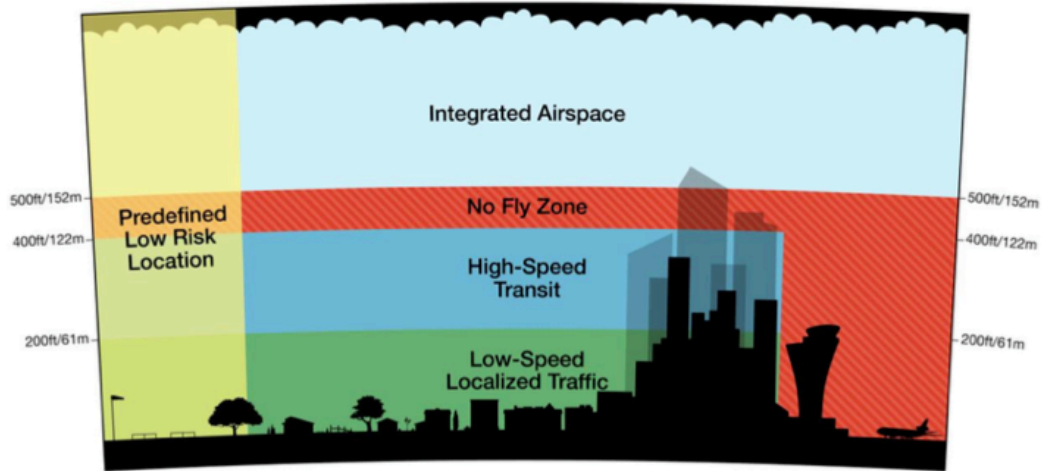 Integrated Airspace
500ft/152m
No Fly Zone
500ft/152m
Predefined
Low Risk
Location
400ft/122m
400ft/122m
High-Speed
Transit
200ft/61m
200ft/61m
Low-Speed
Localized Traffic